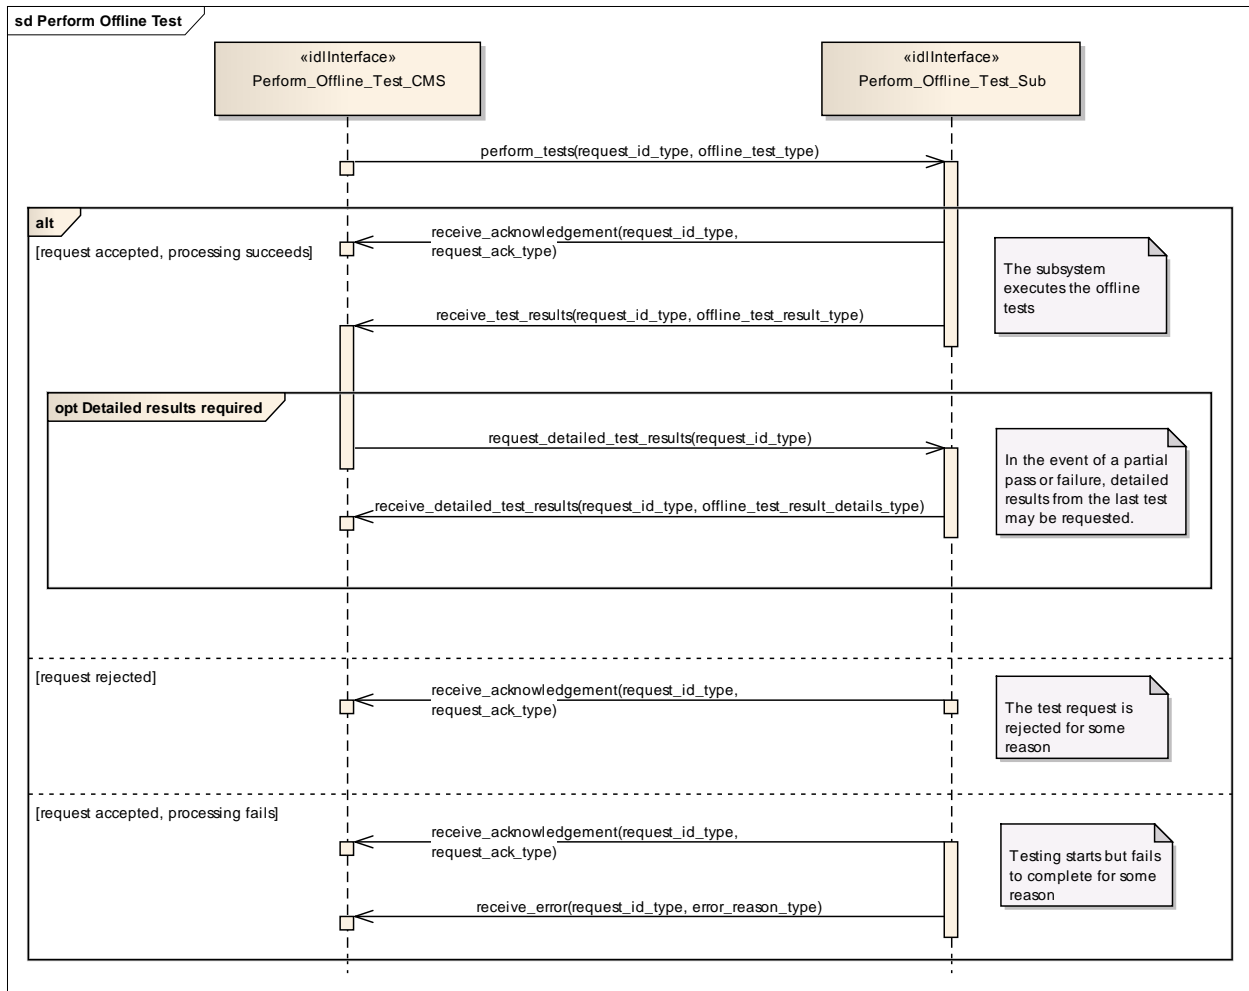 sd Perform Offline Test
«idlInterface»
Perform_Offline_Test_CMS
«idlInterface»
Perform_Offline_Test_Sub
perform_tests(request_id_type, offline_test_type)
alt
[request accepted, processing succeeds]
receive_acknowledgement(request_id_type,
request_ack_type)
The subsystem
executes the offline
tests
receive_test_results(request_id_type, offline_test_result_type)
opt Detailed results required
request_detailed_test_results(request_id_type)
In the event of a partial
pass or failure, detailed
results from the last test
may be requested.
receive_detailed_test_results(request_id_type, offline_test_result_details_type)
[request rejected]
receive_acknowledgement(request_id_type,
request_ack_type)
The test request is
rejected for some
reason
[request accepted, processing fails]
receive_acknowledgement(request_id_type,
request_ack_type)
Testing starts but fails
to complete for some
reason
receive_error(request_id_type, error_reason_type)